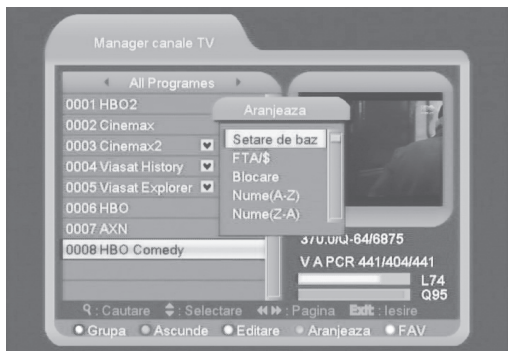 Manager canale TV
All Programes
0001 HBO2
0002 Cinemax
0003 Cinemax2
0004 Viasat History
0005 Viasat Explorer
0006 HBO
0007 AXN
0008 HBO Comedy
Aranjeaza
Setare de baz
FTA/$
Blocare
Nume(A-Z)
Nume(Z-A)
370.0/Q-64/6875
V A PCR 441/404/441
L74
Q95
: Cautare : Selectare : Pagina Exit: Iesire
Grupa Ascunde Editare Aranjeaza FAV